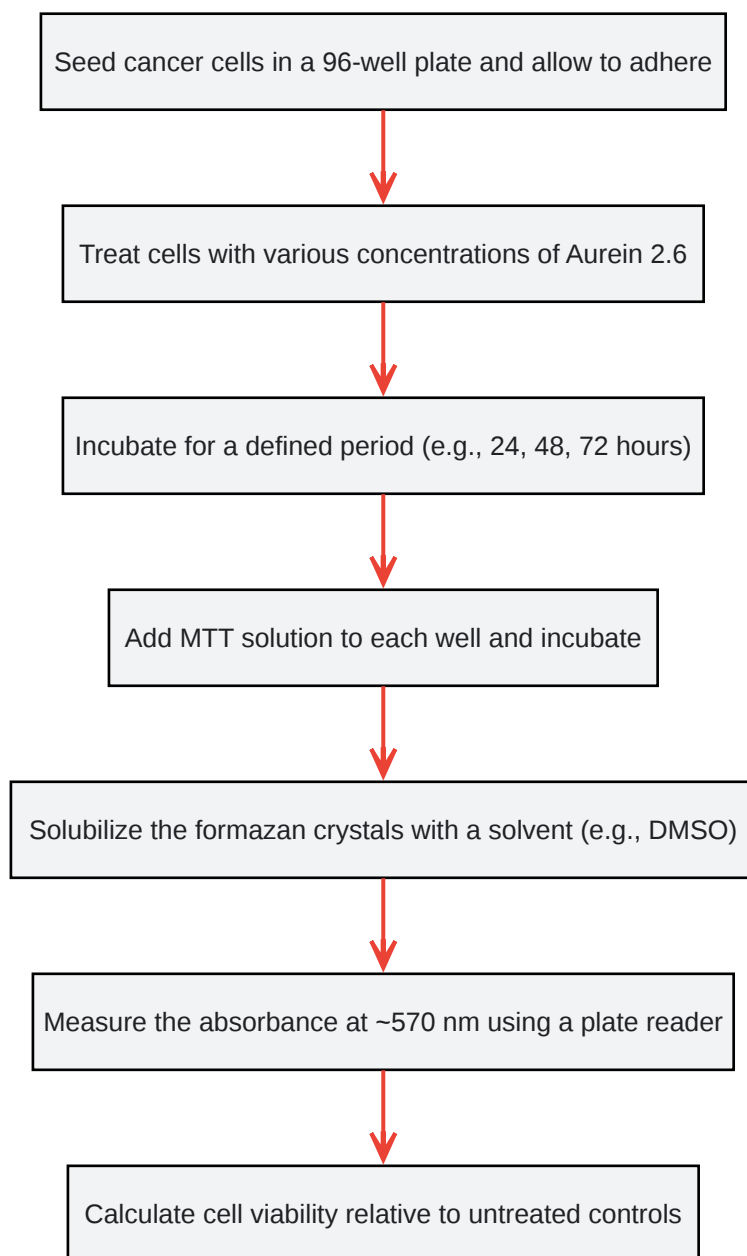 Seed cancer cells in a 96-well plate and allow to adhere
Treat cells with various concentrations of Aurein 2.6
Incubate for a defined period (e.g., 24, 48, 72 hours)
Add MTT solution to each well and incubate
Solubilize the formazan crystals with a solvent (e.g., DMSO)
Measure the absorbance at ~570 nm using a plate reader
Calculate cell viability relative to untreated controls